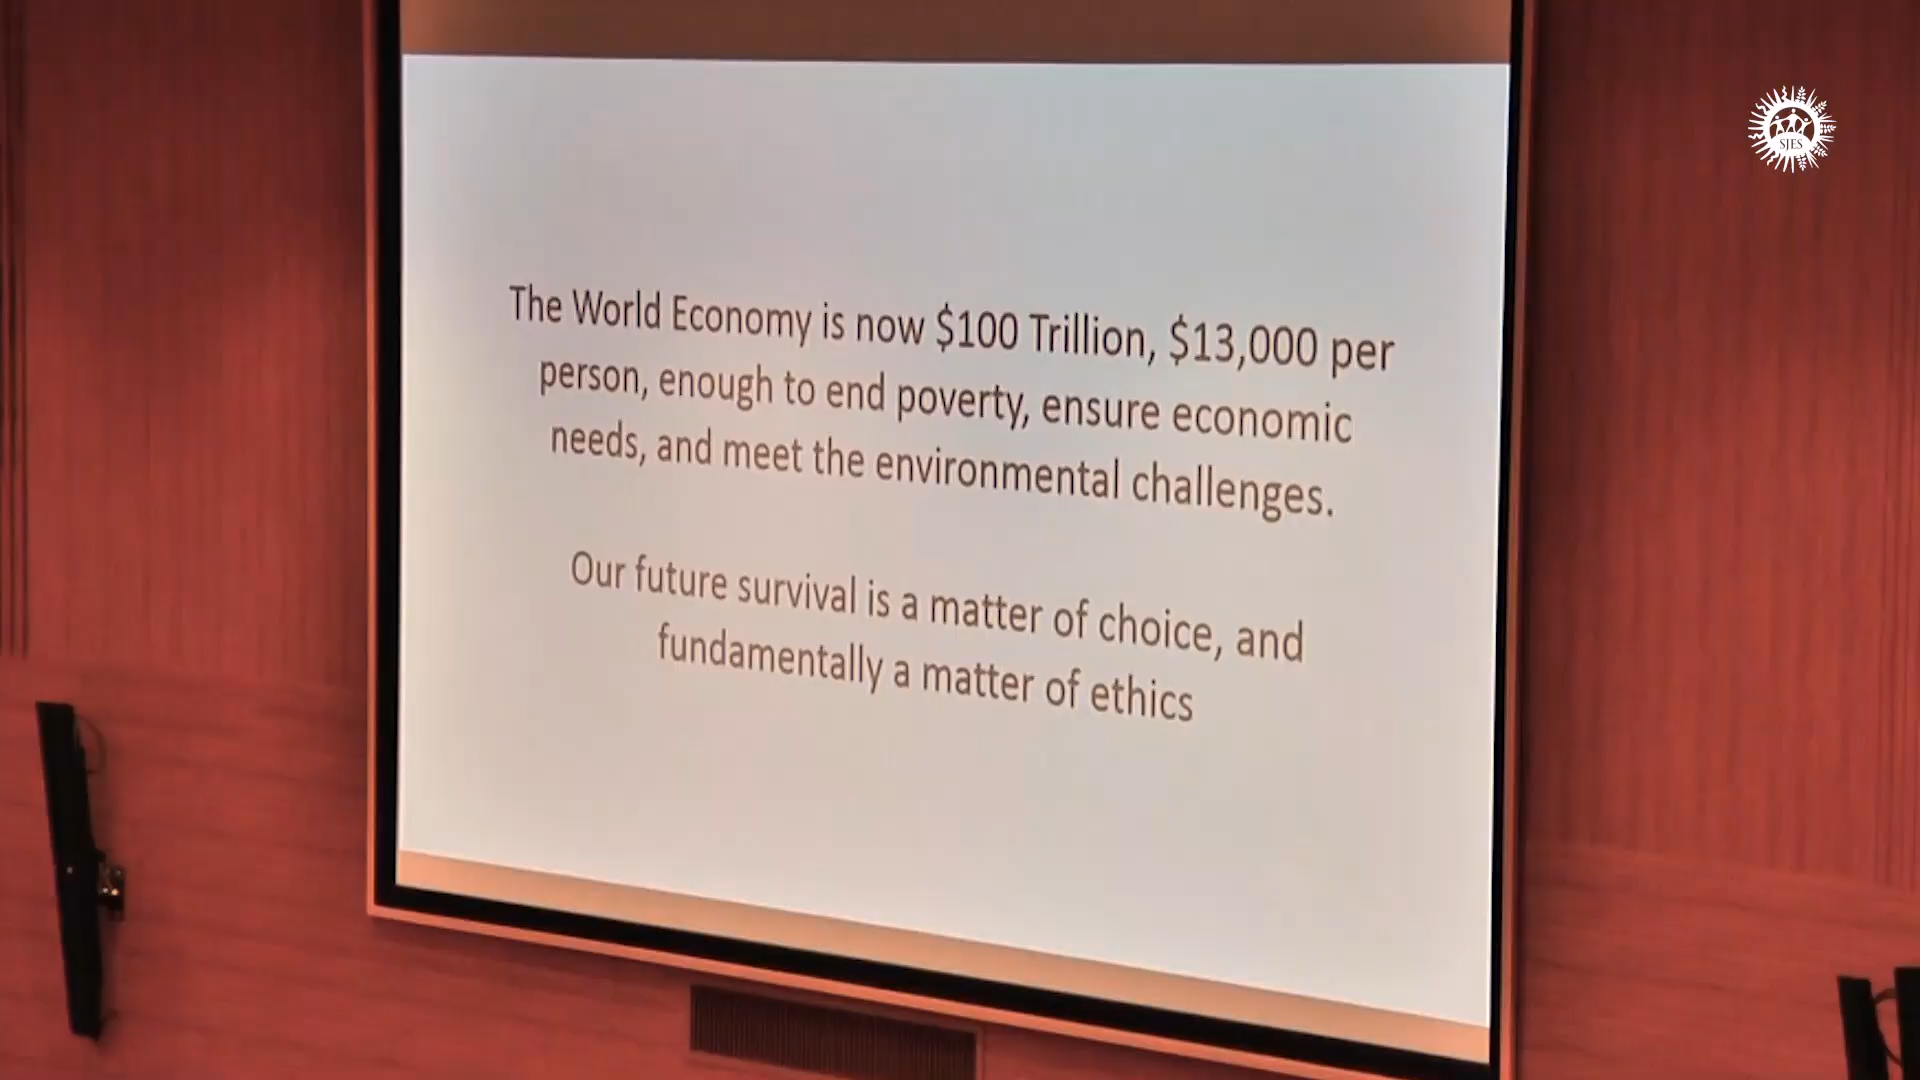 The World Economy is now $100 Trillion, $13,000 per
person, enough to end poverty, ensure economic
needs, and meet the environmental challenges.
Our future survival is a matter of choice, and
fundamentally a matter of ethics
SJES